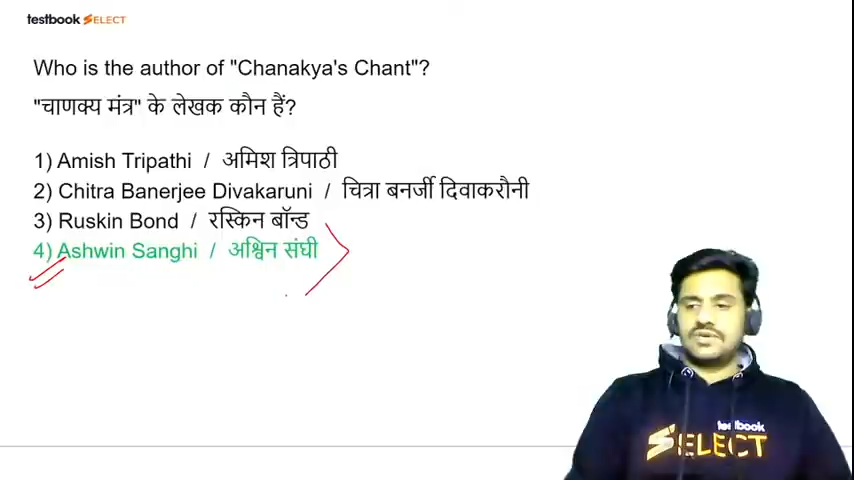 testbook SELECT
Who is the author of "Chanakya's Chant"?
"चाणक्य मंत्र" के लेखक कौन हैं?
1) Amish Tripathi / अमिश त्रिपाठी
2) Chitra Banerjee Divakaruni / चित्रा बनर्जी दिवाकरौनी
3) Ruskin Bond / रस्किन बॉन्ड
4) Ashwin Sanghi / अश्विन संघी
testbook
SELECT